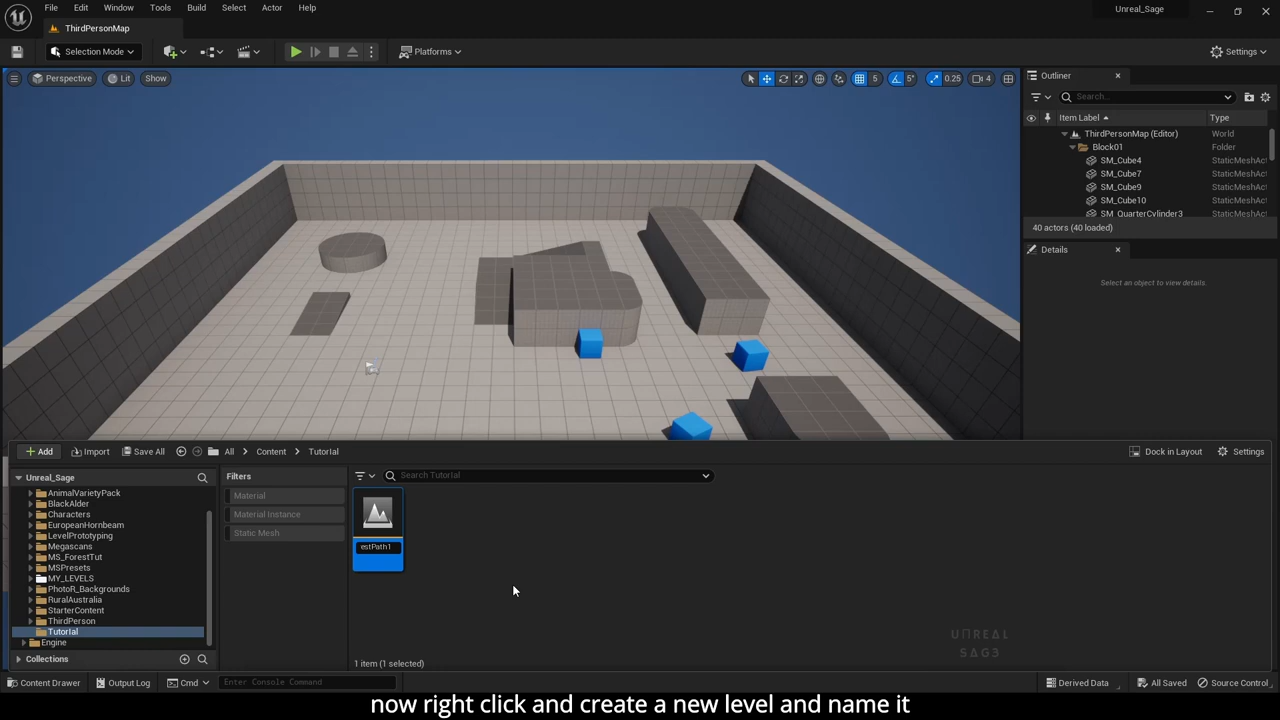 File Edit Window Tools Build Select Actor Help
Unreal_Sage
ThirdPersonMap
Selection Mode
Platforms
Settings
Perspective Lit Show
5 5° 0.25 4
Outliner
Search...
Item Label Type
ThirdPersonMap (Editor) World
Block01 Folder
SM_Cube4 StaticMeshAct
SM_Cube7 StaticMeshAct
SM_Cube9 StaticMeshAct
SM_Cube10 StaticMeshAct
SM_QuarterCylinder3 StaticMeshAct
40 actors (40 loaded)
Details
Select an object to view details.
Add Import Save All All Content Tutorial
Dock in Layout Settings
Unreal_Sage
AnimalVarietyPack
BlackAlder
Characters
EuropeanHornbeam
LevelPrototyping
Megascans
MS_ForestTut
MSPresets
MY_LEVELS
PhotoR_Backgrounds
RuralAustralia
StarterContent
ThirdPerson
Tutorial
Engine
Collections
Filters
Material
Material Instance
Static Mesh
Search Tutorial
estPath1
1 item (1 selected)
UNREAL
SAG3
Content Drawer Output Log Cmd Enter Console Command
Derived Data All Saved Source Control
now right click and create a new level and name it